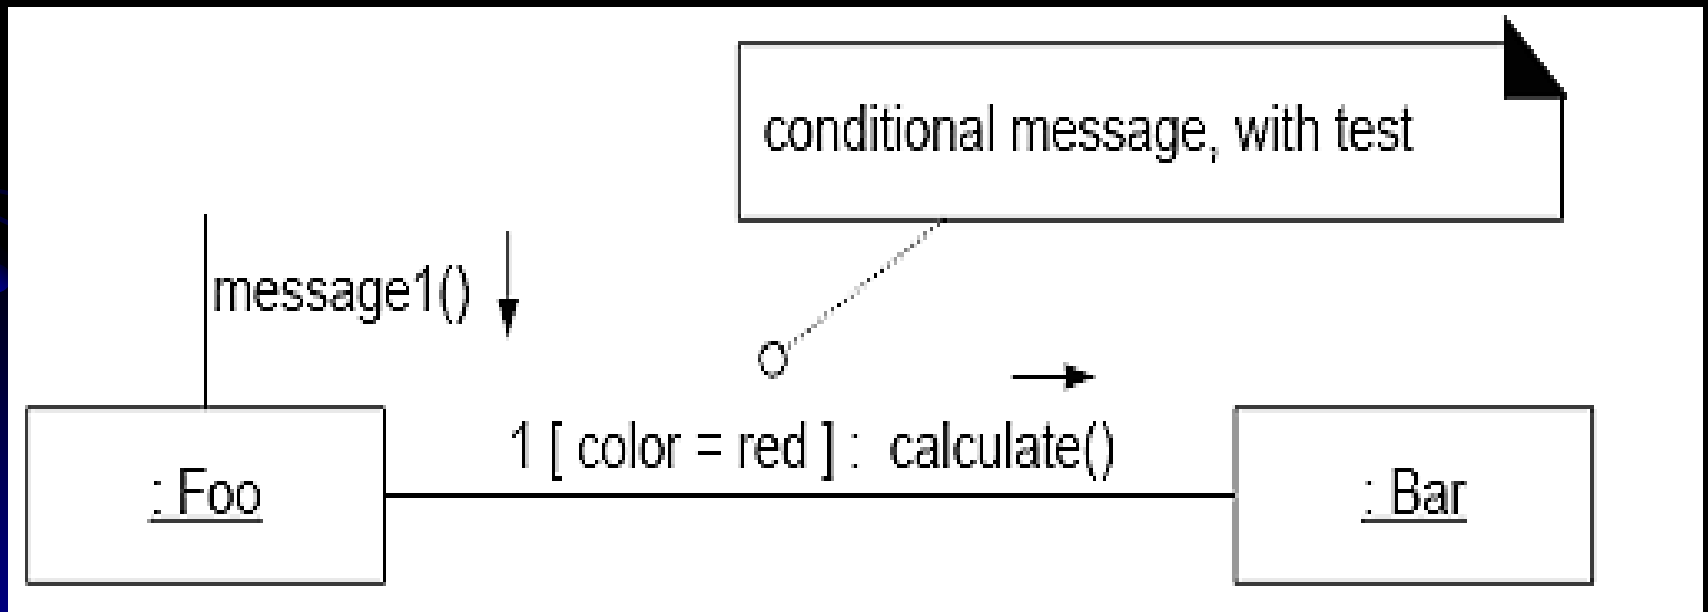 conditional message, with test
message1()
1 [ color = red ] : calculate()
: Foo
: Bar